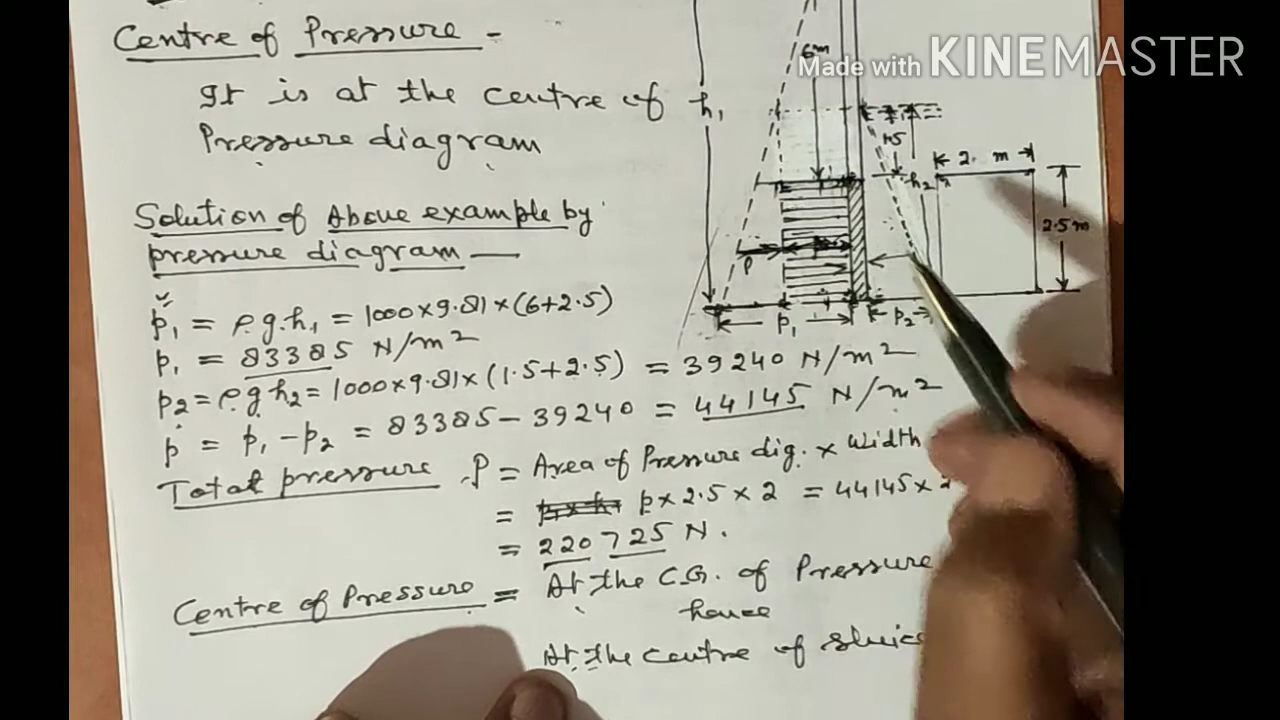 Made with KINEMASTER
Centre of Pressure -
It is at the centre of
Pressure diagram
Solution of Above example by
pressure diagram —
p₁ = ρ.g.h₁ = 1000×9.81×(6+2.5)
p₁ = 83385 N/m²
p₂ = ρ.g.h₂ = 1000×9.81×(1.5+2.5) = 39240 N/m²
p = p₁ - p₂ = 83385 - 39240 = 44145 N/m²
Total pressure P = Area of Pressure dig. × Width
= p×2.5×2 = 44145×2
= 220725 N.
Centre of Pressure = At the C.G. of Pressure
hence
At the centre of
h₁
6m
1.5
h₂
2. m
2.5m
P
p₁
p₂